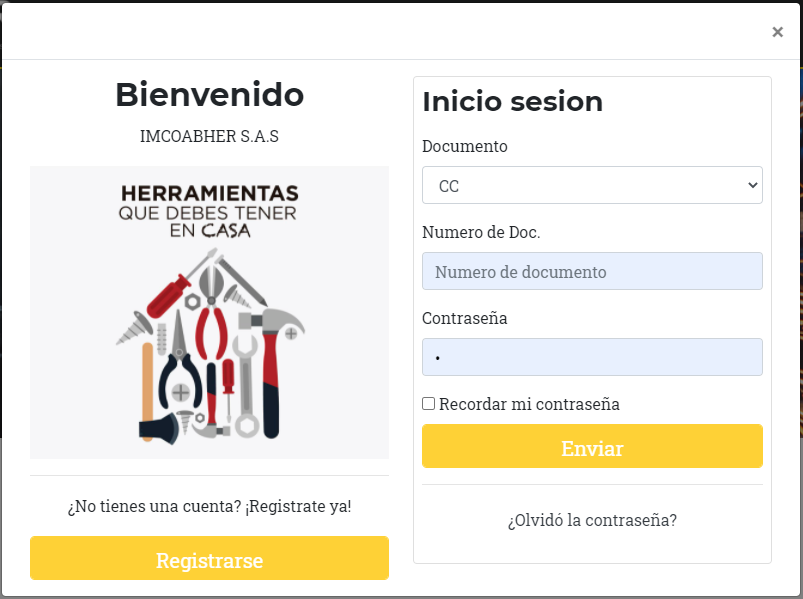 ×
Bienvenido
IMCOABHER S.A.S
HERRAMIENTAS
QUE DEBES TENER
EN CASA
¿No tienes una cuenta? ¡Registrate ya!
Registrarse
Inicio sesion
Documento
CC
Numero de Doc.
Numero de documento
Contraseña
•
Recordar mi contraseña
Enviar
¿Olvidó la contraseña?